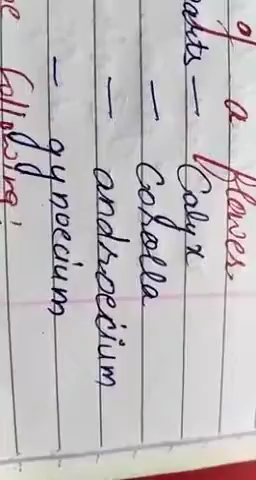 of a flower.
parts - Calyx
- Corolla
- androecium
- gynoecium
following: